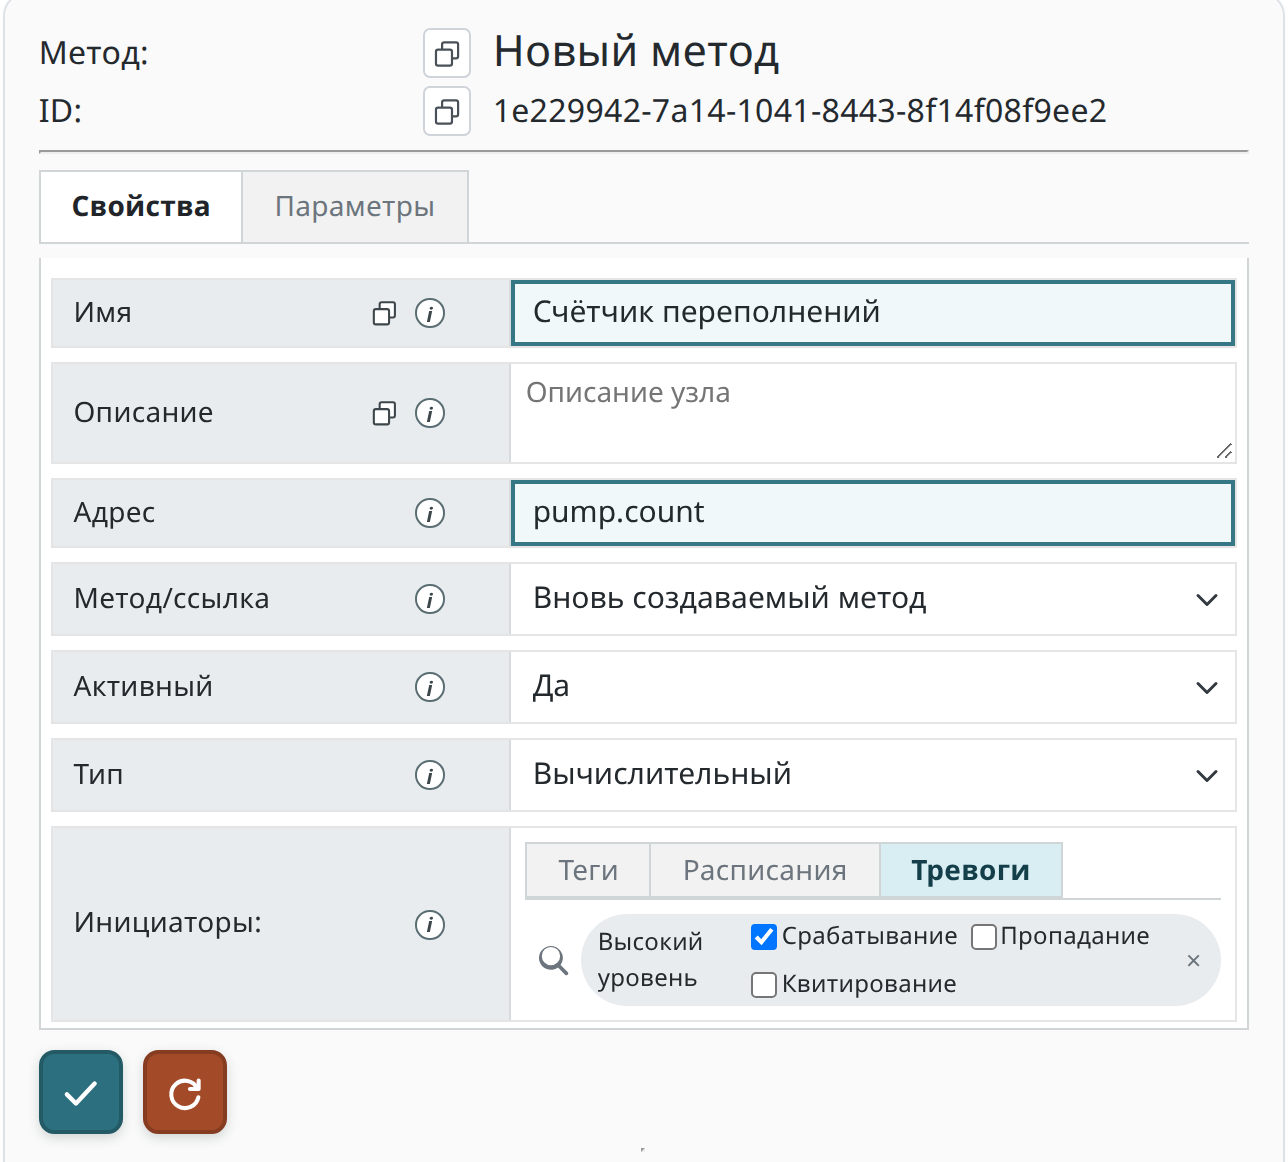 Метод:
Новый метод
ID:
1e229942-7a14-1041-8443-8f14f08f9ee2
Свойства
Параметры
Имя
Счётчик переполнений
Описание
Описание узла
Адрес
pump.count
Метод/ссылка
Вновь создаваемый метод
Активный
Да
Тип
Вычислительный
Инициаторы:
Теги
Расписания
Тревоги
Высокий
уровень
Срабатывание
Пропадание
Квитирование